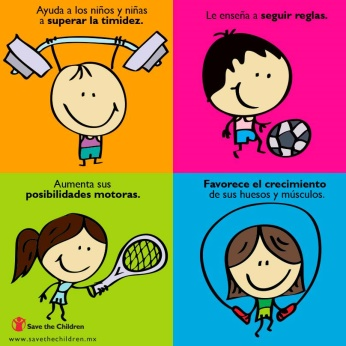 Ayuda a los niños y niñas
a superar la timidez.
Le enseña a seguir reglas.
Aumenta sus
posibilidades motoras.
Favorece el crecimiento
de sus huesos y músculos.
Save the Children
www.savethechildren.mx